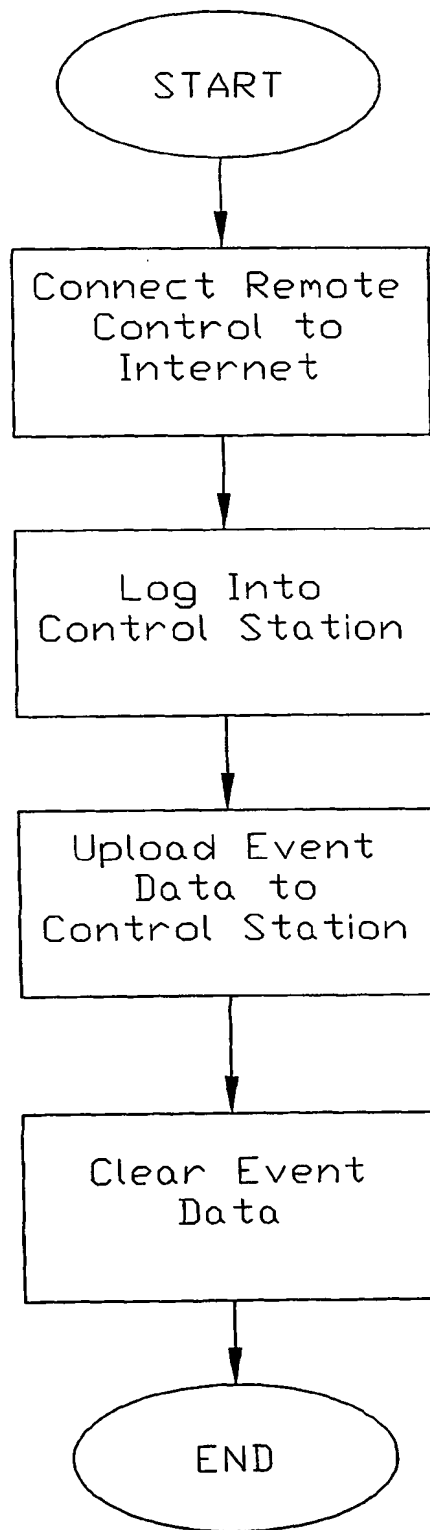 START
Connect Remote
Control to
Internet
Log Into
Control Station
Upload Event
Data to
Control Station
Clear Event
Data
END